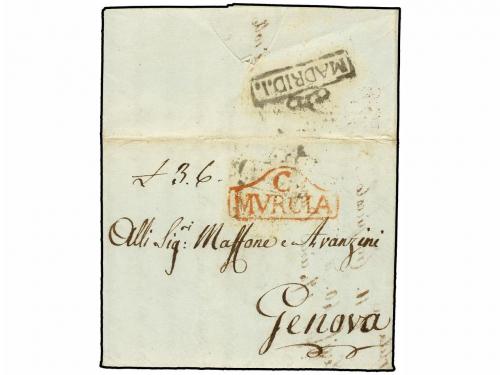 MADRID.I.
£ 3.6.
C
MVRCIA
Alli Sig:ri Maffone e Avanzini
Genova